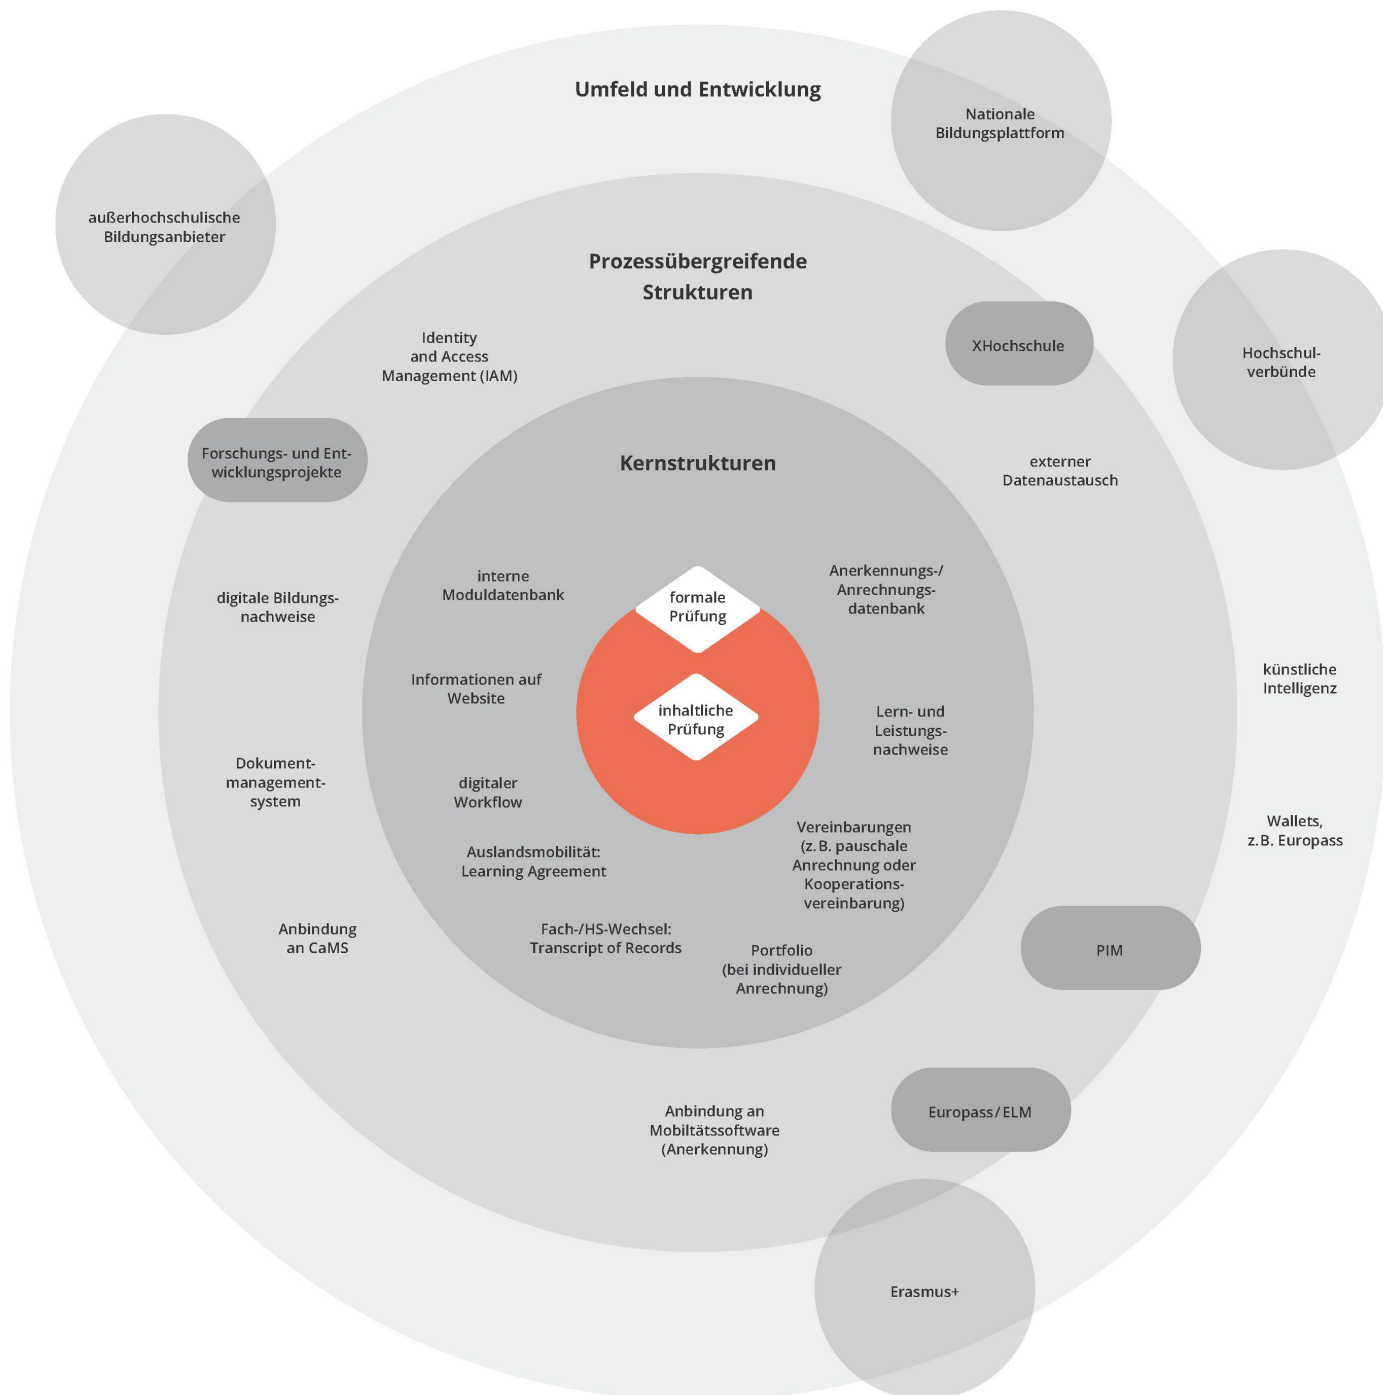 Umfeld und Entwicklung
Nationale
Bildungsplattform
außerhochschulische
Bildungsanbieter
Prozessübergreifende
Strukturen
Identity
and Access
Management (IAM)
XHochschule
Hochschul-
verbünde
Forschungs- und Ent-
wicklungsprojekte
Kernstrukturen
externer
Datenaustausch
interne
Moduldatenbank
formale
Prüfung
Anerkennungs-/
Anrechnungs-
datenbank
digitale Bildungs-
nachweise
Informationen auf
Website
inhaltliche
Prüfung
Lern- und
Leistungs-
nachweise
künstliche
Intelligenz
Dokument-
management-
system
digitaler
Workflow
Vereinbarungen
(z. B. pauschale
Anrechnung oder
Kooperations-
vereinbarung)
Wallets,
z. B. Europass
Auslandsmobilität:
Learning Agreement
Anbindung
an CaMS
Fach-/HS-Wechsel:
Transcript of Records
Portfolio
(bei individueller
Anrechnung)
PIM
Anbindung an
Mobiltätssoftware
(Anerkennung)
Europass / ELM
Erasmus+